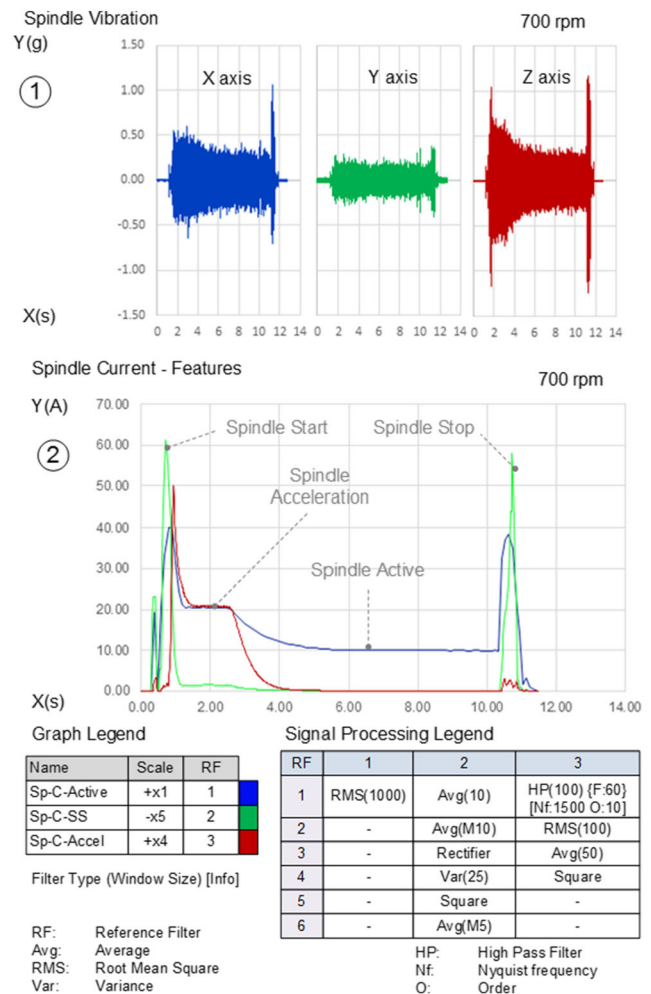 Spindle Vibration
700 rpm
Y(g)
1
X axis
Y axis
Z axis
1.50
1.00
0.50
0.00
-0.50
-1.00
-1.50
X(s)
0 2 4 6 8 10 12 14
0 2 4 6 8 10 12 14
0 2 4 6 8 10 12 14
Spindle Current - Features
700 rpm
Y(A)
2
70.00
60.00
50.00
40.00
30.00
20.00
10.00
0.00
Spindle Start
Spindle Stop
Spindle
Acceleration
Spindle Active
X(s)
0.00 2.00 4.00 6.00 8.00 10.00 12.00 14.00
Graph Legend
Name Scale RF
Sp-C-Active +x1 1
Sp-C-SS -x5 2
Sp-C-Accel +x4 3
Filter Type (Window Size) [Info]
Signal Processing Legend
RF 1 2 3
1 RMS(1000) Avg(10) HP(100) {F:60}
[Nf:1500 O:10]
2 - Avg(M10) RMS(100)
3 - Rectifier Avg(50)
4 - Var(25) Square
5 - Square -
6 - Avg(M5) -
RF: Reference Filter
Avg: Average
RMS: Root Mean Square
Var: Variance
HP: High Pass Filter
Nf: Nyquist frequency
O: Order